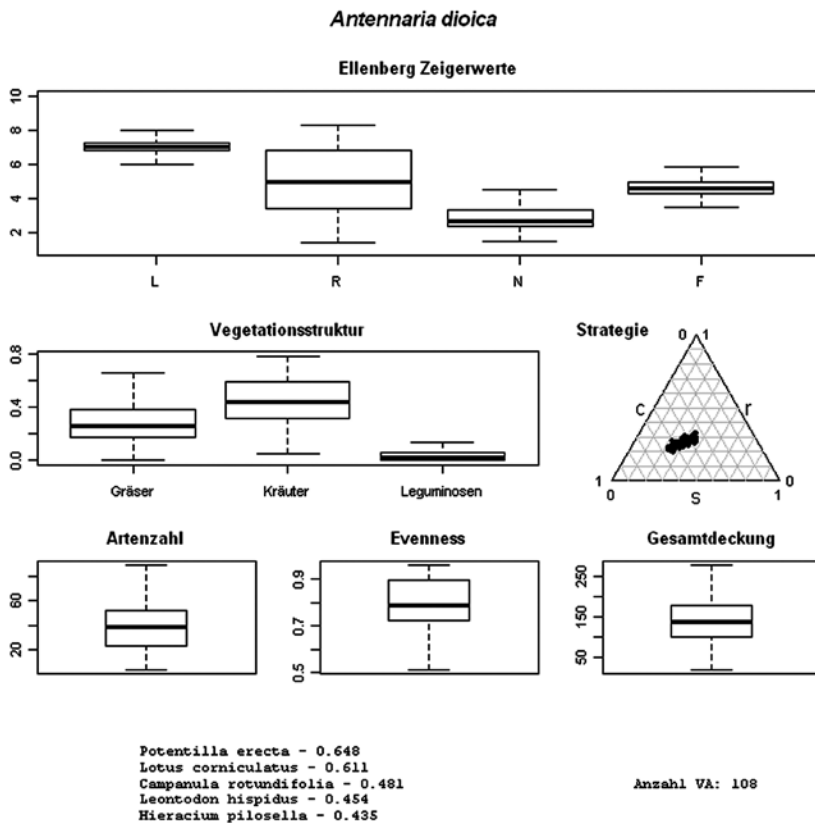 Antennaria dioica
Ellenberg Zeigerwerte
10
8
6
4
2
L R N F
Vegetationsstruktur
0.8
0.4
0.0
Gräser Kräuter Leguminosen
Strategie
0 1
c r
1 0
0 S 1
Artenzahl
60
20
Evenness
0.9
0.7
0.5
Gesamtdeckung
250
150
50
Potentilla erecta - 0.648
Lotus corniculatus - 0.611
Campanula rotundifolia - 0.481
Leontodon hispidus - 0.454
Hieracium pilosella - 0.435
Anzahl VA: 108